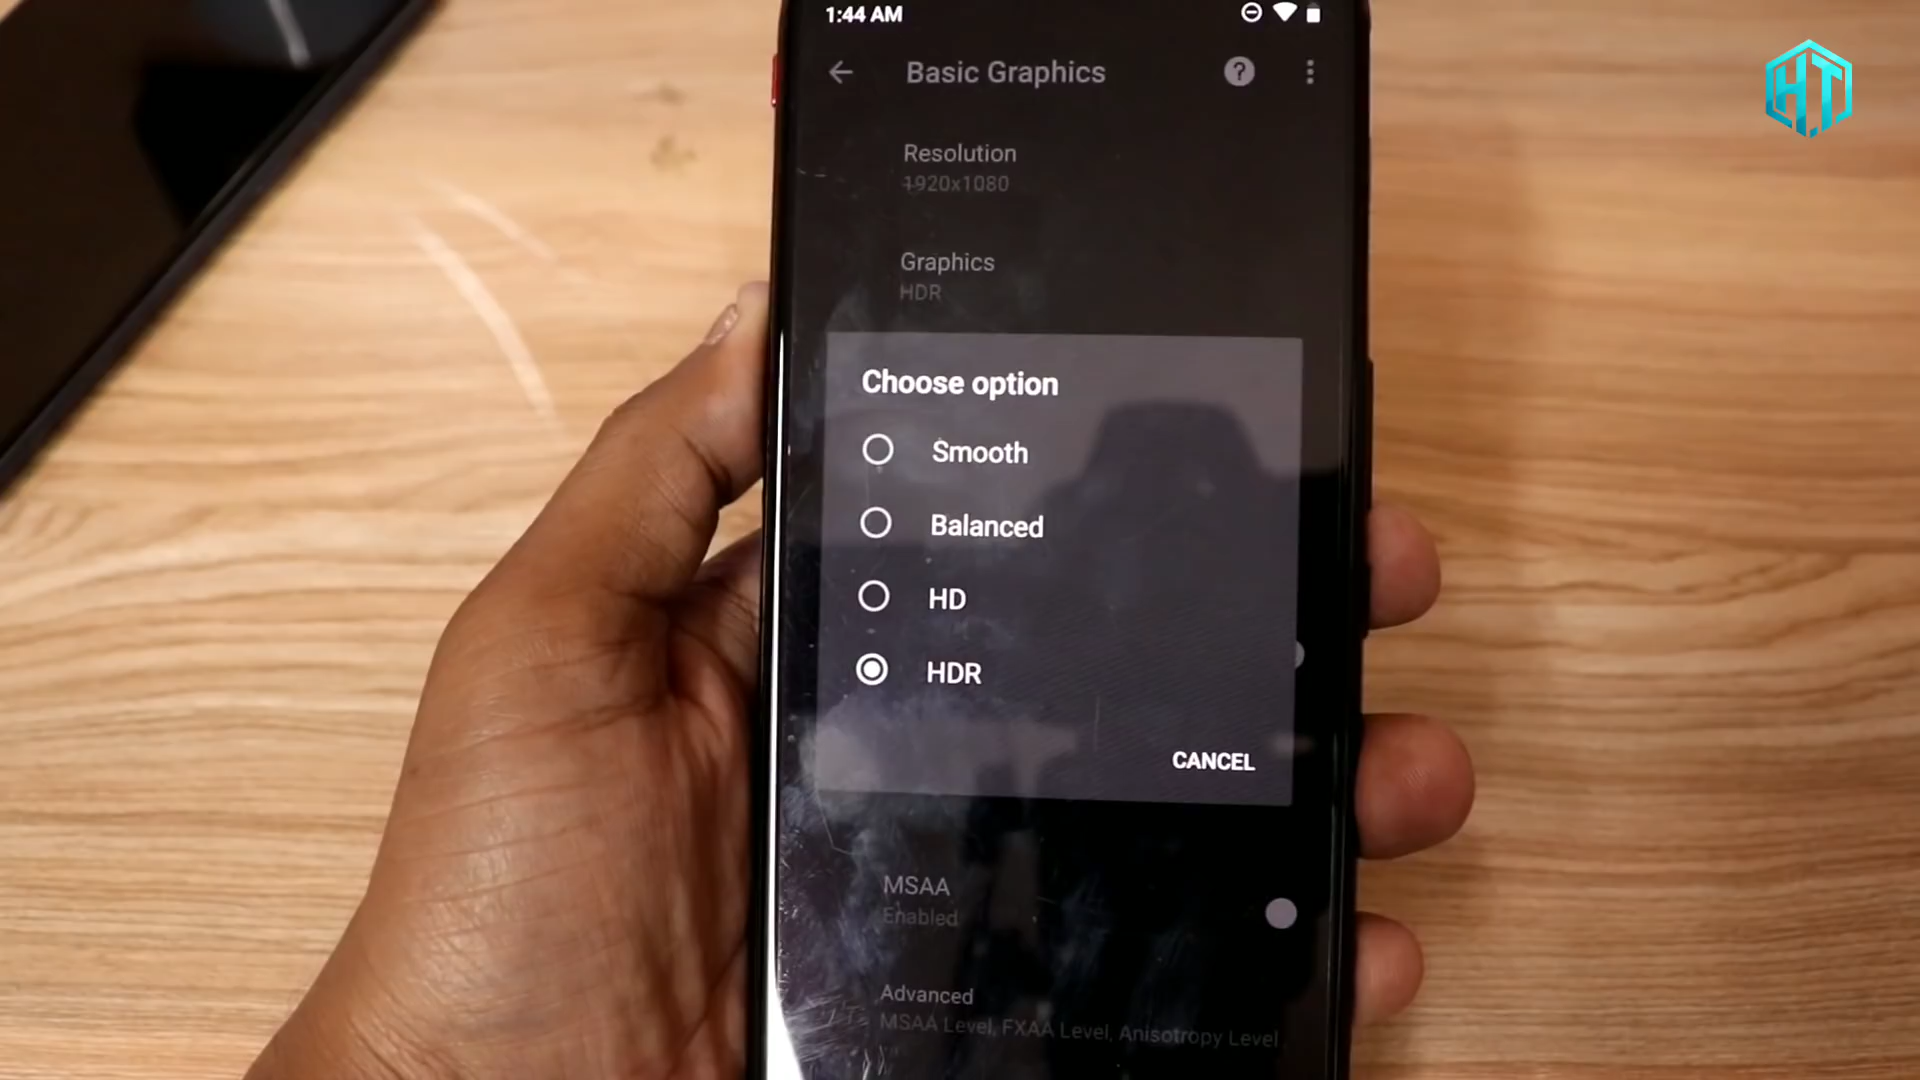 1:44 AM
Basic Graphics
?
Resolution
1920x1080
Graphics
HDR
Choose option
Smooth
Balanced
HD
HDR
CANCEL
MSAA
Enabled
Advanced
MSAA Level, FXAA Level, Anisotropy Level
HT